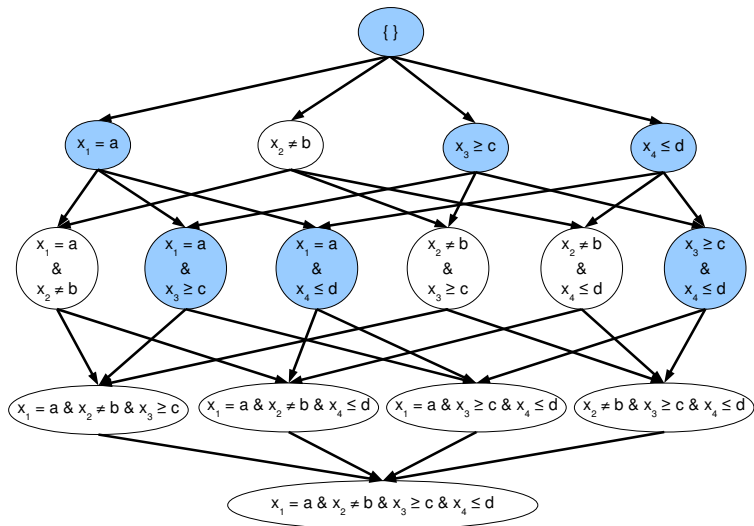 { }
x₁ = a
x₂ ≠ b
x₃ ≥ c
x₄ ≤ d
x₁ = a
&
x₂ ≠ b
x₁ = a
&
x₃ ≥ c
x₁ = a
&
x₄ ≤ d
x₂ ≠ b
&
x₃ ≥ c
x₂ ≠ b
&
x₄ ≤ d
x₃ ≥ c
&
x₄ ≤ d
x₁ = a & x₂ ≠ b & x₃ ≥ c
x₁ = a & x₂ ≠ b & x₄ ≤ d
x₁ = a & x₃ ≥ c & x₄ ≤ d
x₂ ≠ b & x₃ ≥ c & x₄ ≤ d
x₁ = a & x₂ ≠ b & x₃ ≥ c & x₄ ≤ d